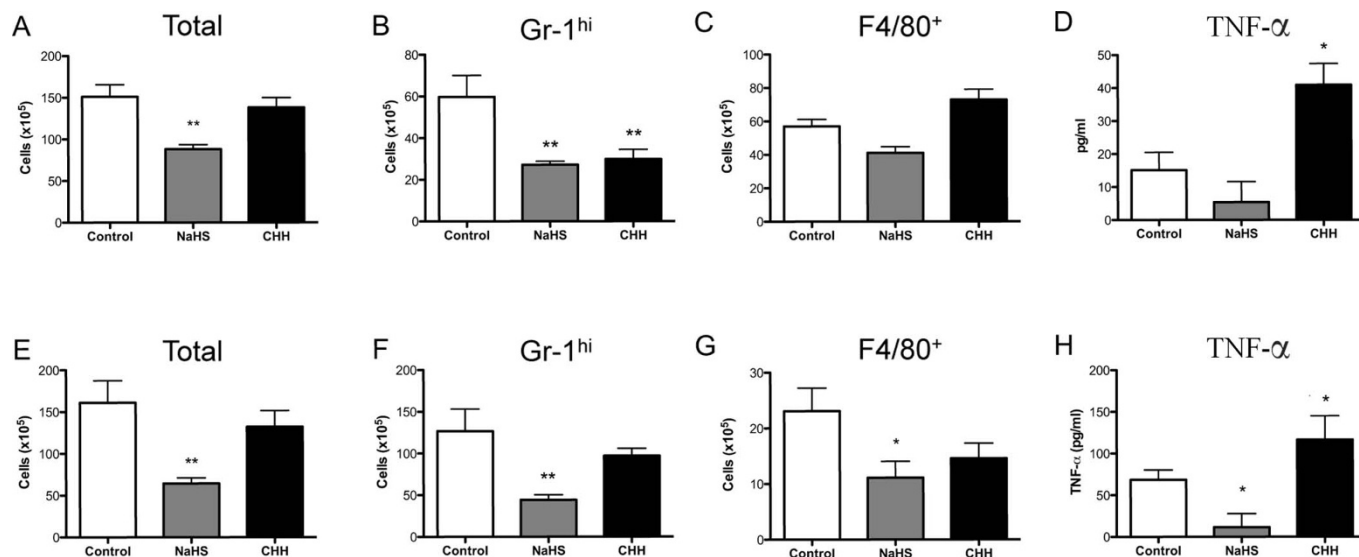 A Total
Cells (x10⁵)
200
150
100
50
0
**
Control NaHS CHH
B Gr-1ʰⁱ
Cells (x10⁵)
80
60
40
20
0
**
**
Control NaHS CHH
C F4/80⁺
Cells (x10⁵)
100
80
60
40
20
0
Control NaHS CHH
D TNF-α
pg/ml
50
40
30
20
10
0
*
Control NaHS CHH
E Total
Cells (x10⁵)
200
150
100
50
0
**
Control NaHS CHH
F Gr-1ʰⁱ
Cells (x10⁵)
200
150
100
50
0
**
Control NaHS CHH
G F4/80⁺
Cells (x10⁵)
30
20
10
0
*
Control NaHS CHH
H TNF-α
TNF-α (pg/ml)
200
150
100
50
0
*
*
Control NaHS CHH